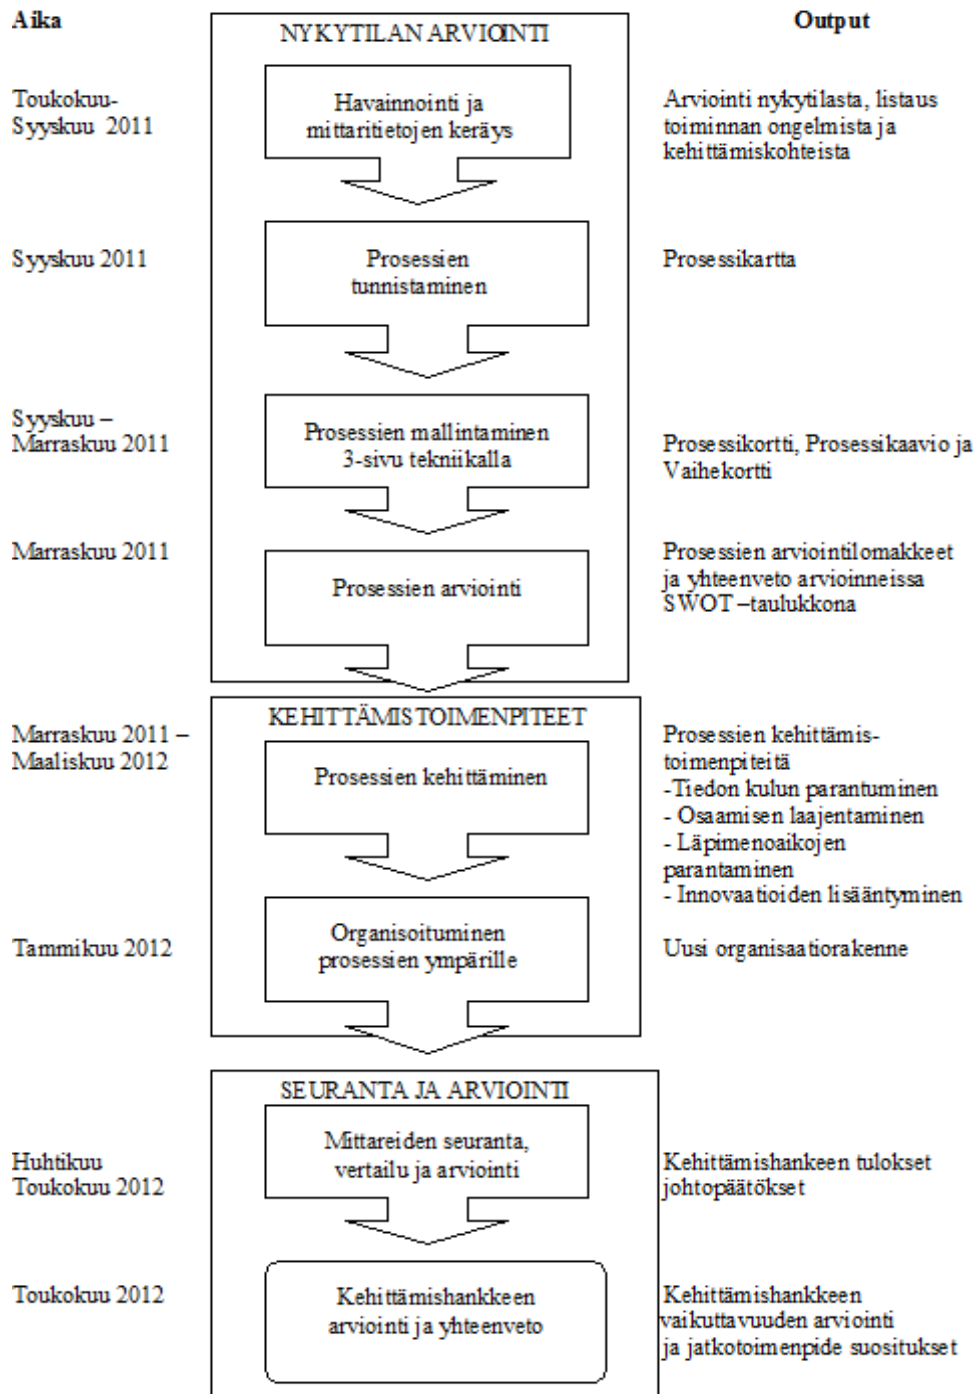 Aika
Output
NYKYTILAN ARVIOINTI
Toukokuu-
Syyskuu 2011
Havainnointi ja
mittaritietojen keräys
Arviointi nykytilasta, listaus
toiminnan ongelmista ja
kehittämiskohteista
Syyskuu 2011
Prosessien
tunnistaminen
Prosessikartta
Syyskuu –
Marraskuu 2011
Prosessien mallintaminen
3-sivu tekniikalla
Prosessikortti, Prosessikaavio ja
Vaihekortti
Marraskuu 2011
Prosessien arviointi
Prosessien arviointilomakkeet
ja yhteenveto arvioinneissa
SWOT –taulukkona
KEHITTÄMISTOIMENPITEET
Marraskuu 2011 –
Maaliskuu 2012
Prosessien kehittäminen
Prosessien kehittämis-
toimenpiteitä
-Tiedon kulun parantuminen
- Osaamisen laajentaminen
- Läpimenoaikojen
parantaminen
- Innovaatioiden lisääntyminen
Tammikuu 2012
Organisoituminen
prosessien ympärille
Uusi organisaatiorakenne
SEURANTA JA ARVIOINTI
Huhtikuu
Toukokuu 2012
Mittareiden seuranta,
vertailu ja arviointi
Kehittämishankeen tulokset
johtopäätökset
Toukokuu 2012
Kehittämishankkeen
arviointi ja yhteenveto
Kehittämishankkeen
vaikuttavuuden arviointi
ja jatkotoimenpide suositukset